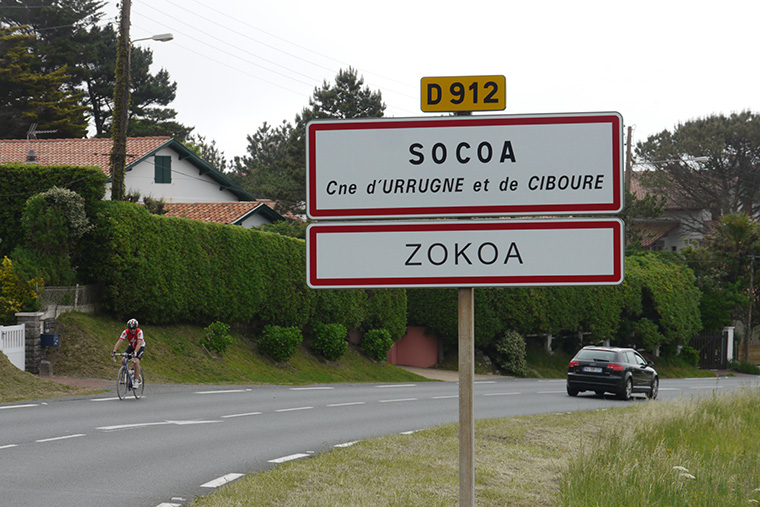 D 912
SOCOA
Cne d'URRUGNE et de CIBOURE
ZOKOA